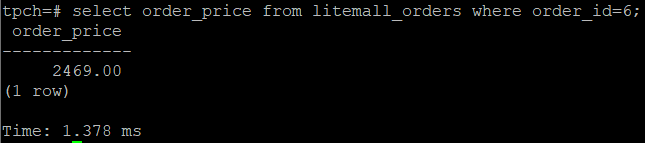 tpch=# select order_price from litemall_orders where order_id=6;
 order_price
-------------
     2469.00
(1 row)

Time: 1.378 ms